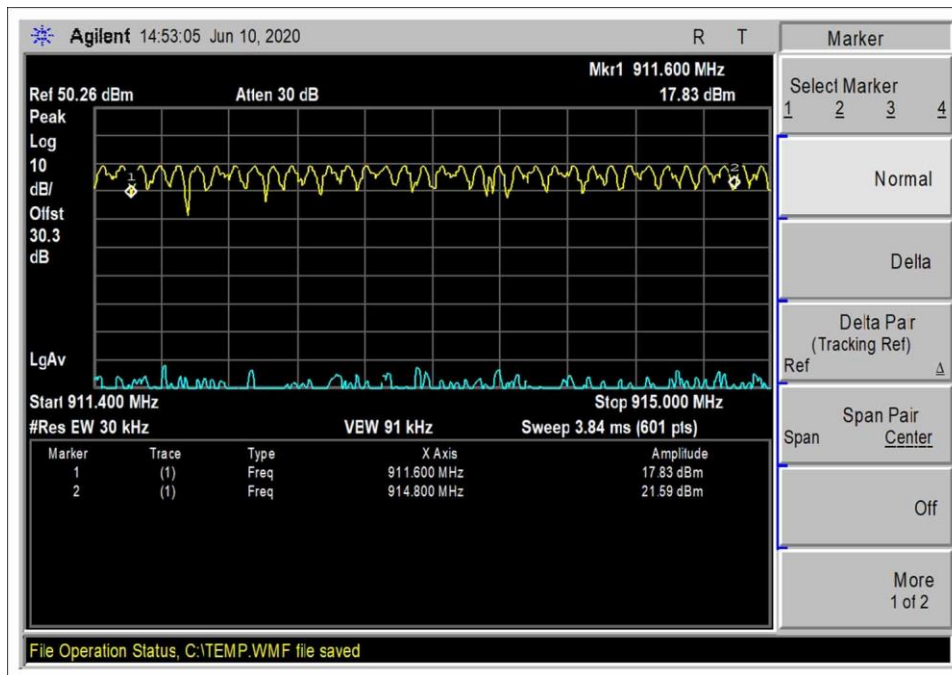 Agilent 14:53:05 Jun 10, 2020 R T
Mkr1 911.600 MHz
Ref 50.26 dBm Atten 30 dB 17.83 dBm
Peak
Log
10
dB/
Offst
30.3
dB
1
2
LgAv
Start 911.400 MHz Stop 915.000 MHz
#Res EW 30 kHz VEW 91 kHz Sweep 3.84 ms (601 pts)
Marker Trace Type X Axis Amplitude
1 (1) Freq 911.600 MHz 17.83 dBm
2 (1) Freq 914.800 MHz 21.59 dBm
File Operation Status, C:\TEMP.WMF file saved
Marker
Select Marker
1 2 3 4
Normal
Delta
Delta Pair
(Tracking Ref)
Ref Δ
Span Pair
Span Center
Off
More
1 of 2